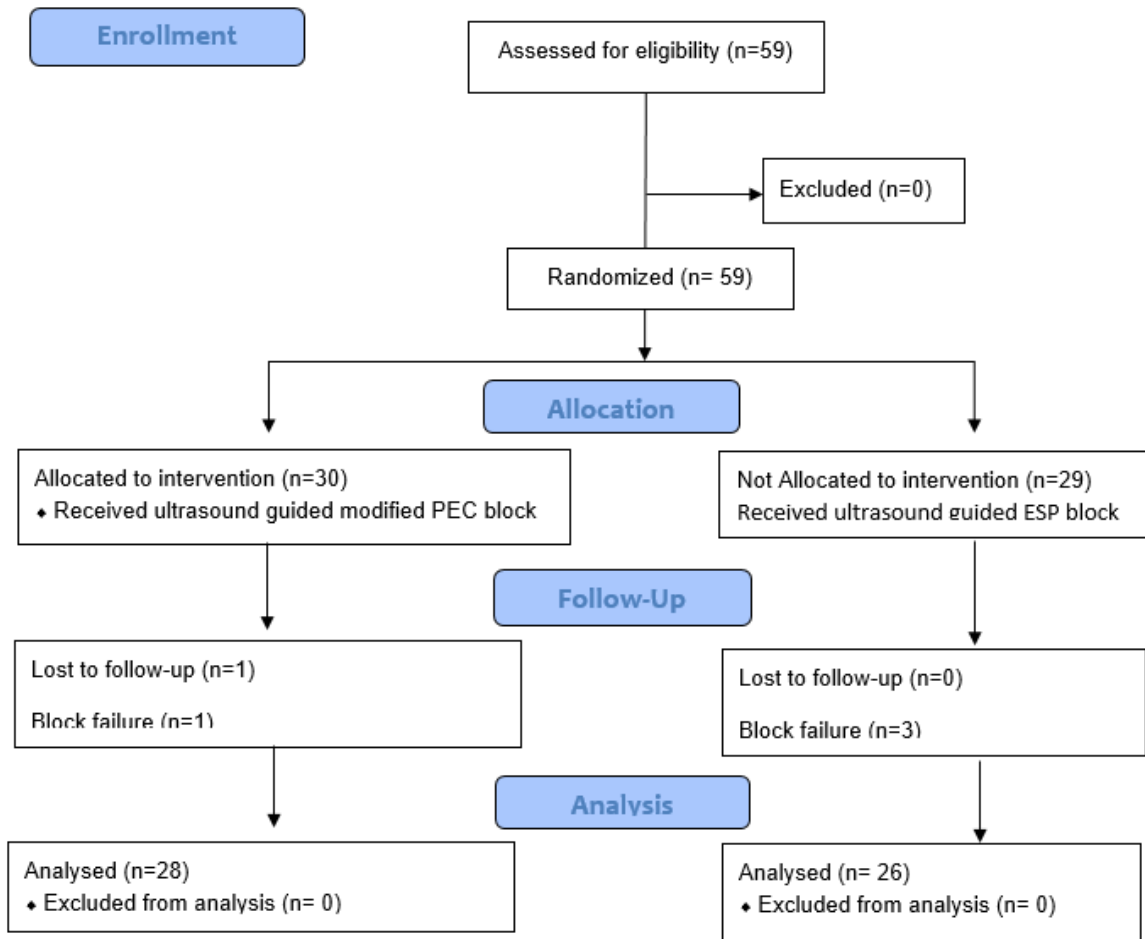 Enrollment
Assessed for eligibility (n=59)
Excluded (n=0)
Randomized (n= 59)
Allocation
Allocated to intervention (n=30)
⬥ Received ultrasound guided modified PEC block
Not Allocated to intervention (n=29)
Received ultrasound guided ESP block
Follow-Up
Lost to follow-up (n=1)
Block failure (n=1)
Lost to follow-up (n=0)
Block failure (n=3)
Analysis
Analysed (n=28)
⬥ Excluded from analysis (n= 0)
Analysed (n= 26)
⬥ Excluded from analysis (n= 0)